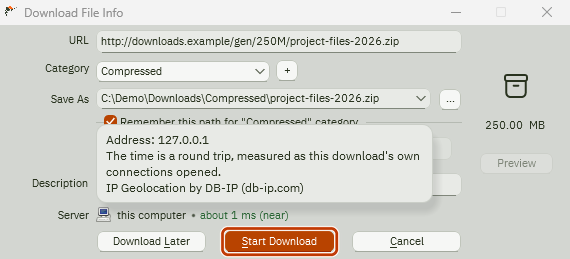 Download File Info
URL http://downloads.example/gen/250M/project-files-2026.zip
Category Compressed +
Save As C:\Demo\Downloads\Compressed\project-files-2026.zip ...
Remember this path for "Compressed" category
250.00 MB
Preview
Address: 127.0.0.1
The time is a round trip, measured as this download's own
connections opened.
IP Geolocation by DB-IP (db-ip.com)
Description
Server this computer • about 1 ms (near)
Download Later Start Download Cancel